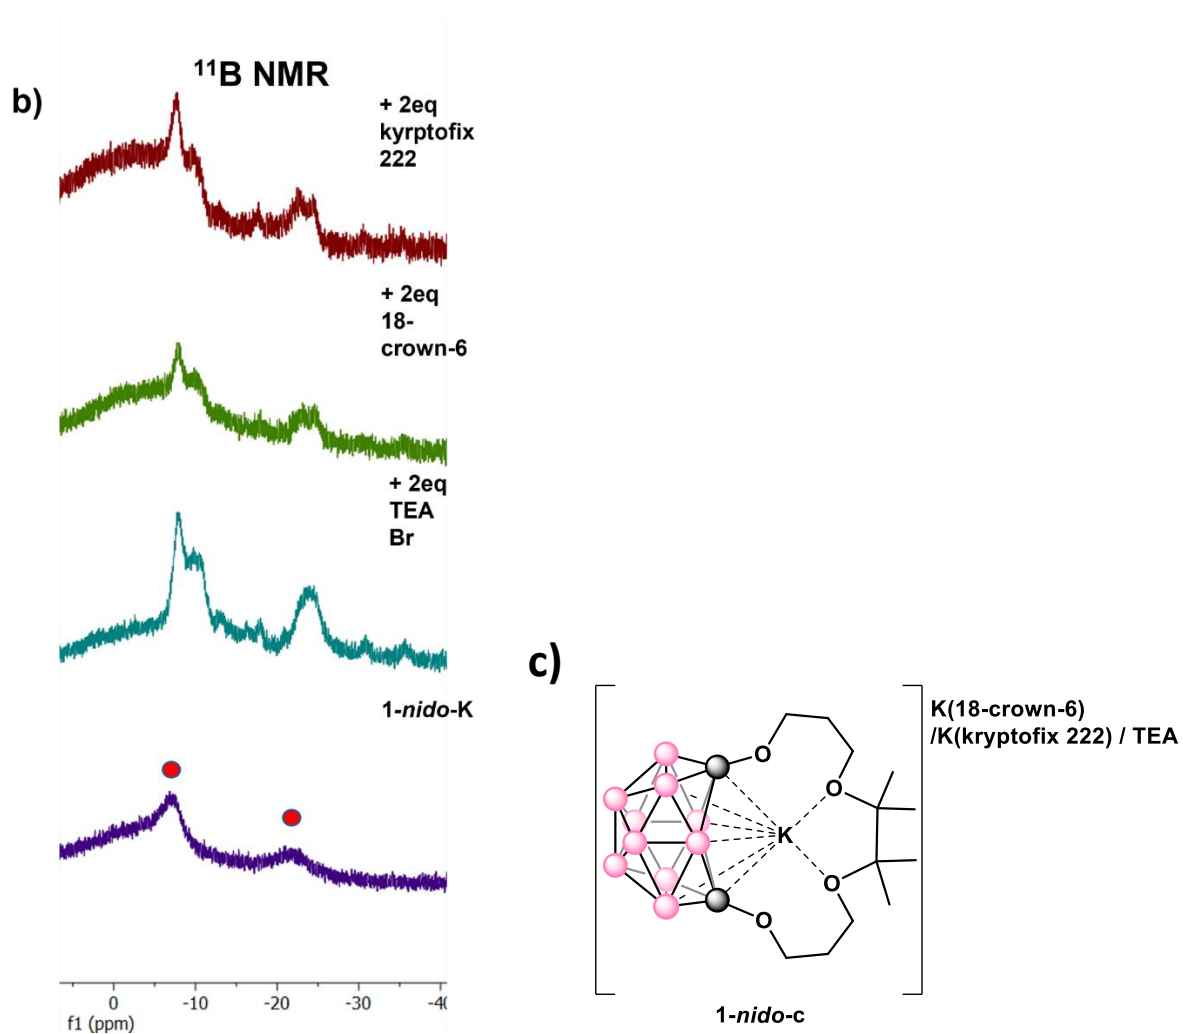 b)
¹¹B NMR
+ 2eq
kyrptofix
222
+ 2eq
18-
crown-6
+ 2eq
TEA
Br
1-nido-K
0
-10
-20
-30
-40
f1 (ppm)
c)
K(18-crown-6)
/K(kryptofix 222) / TEA
O
O
K
O
O
1-nido-c